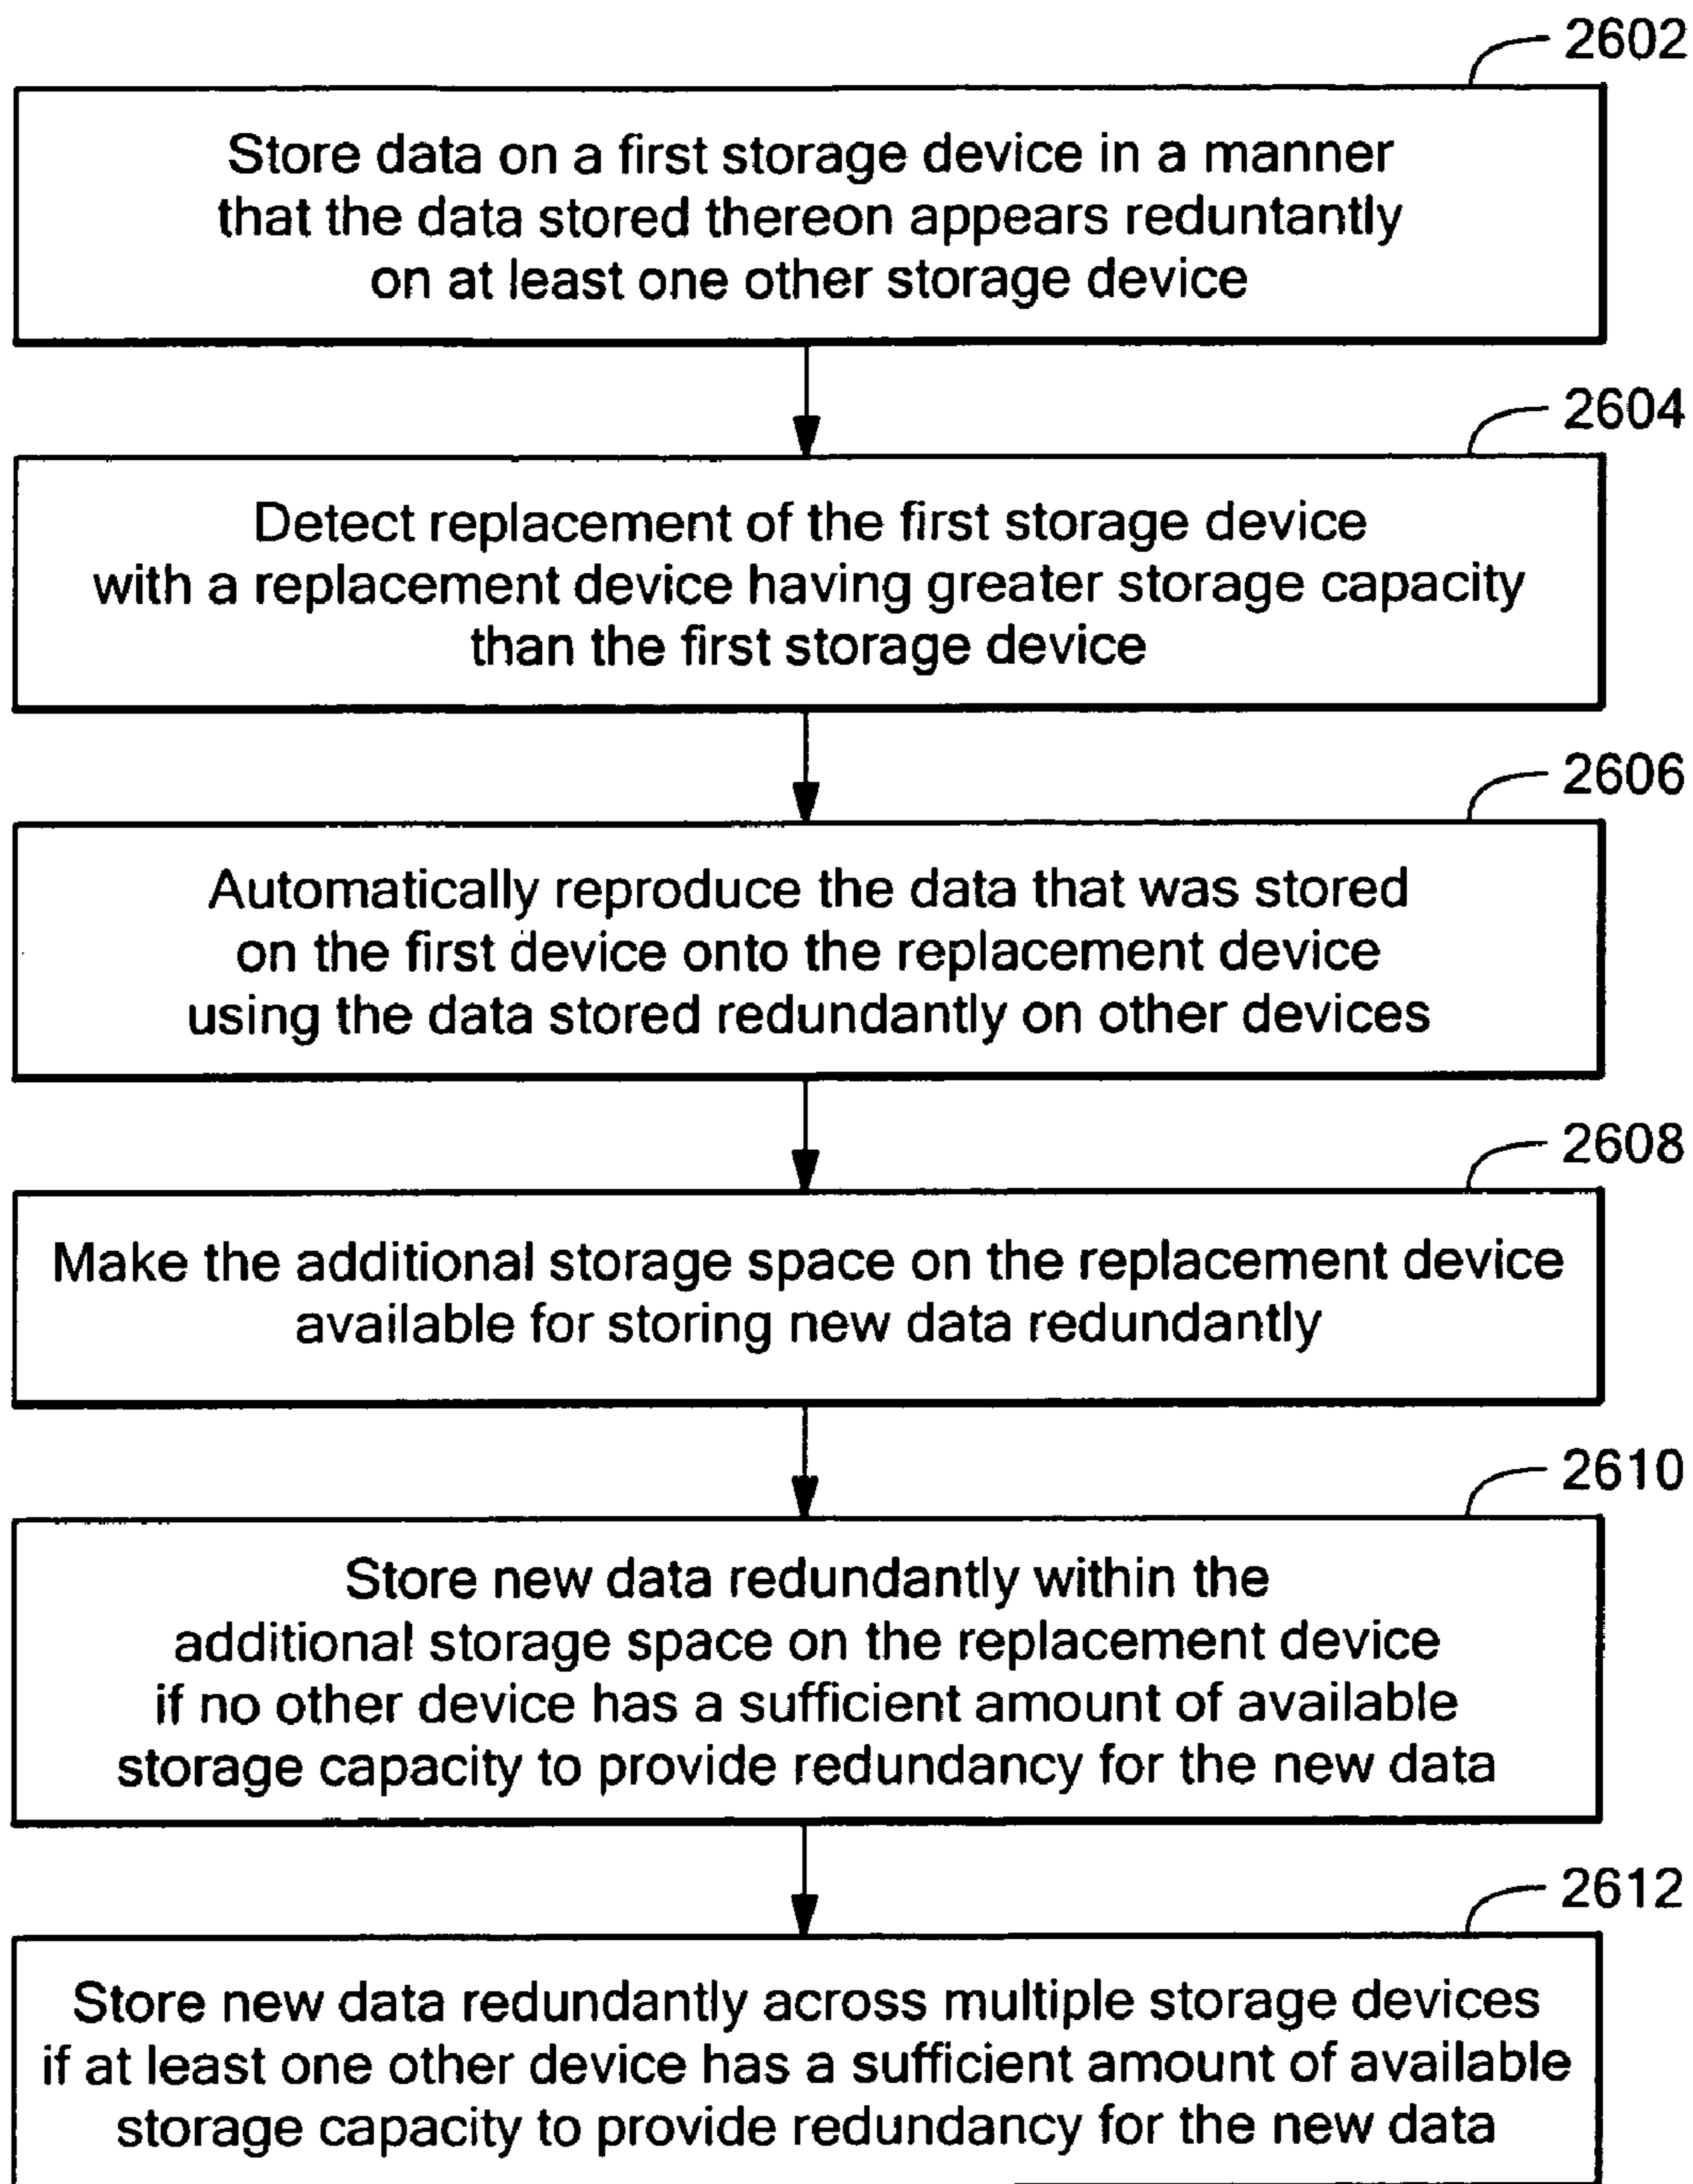 2602
Store data on a first storage device in a manner
that the data stored thereon appears reduntantly
on at least one other storage device
2604
Detect replacement of the first storage device
with a replacement device having greater storage capacity
than the first storage device
2606
Automatically reproduce the data that was stored
on the first device onto the replacement device
using the data stored redundantly on other devices
2608
Make the additional storage space on the replacement device
available for storing new data redundantly
2610
Store new data redundantly within the
additional storage space on the replacement device
if no other device has a sufficient amount of available
storage capacity to provide redundancy for the new data
2612
Store new data redundantly across multiple storage devices
if at least one other device has a sufficient amount of available
storage capacity to provide redundancy for the new data